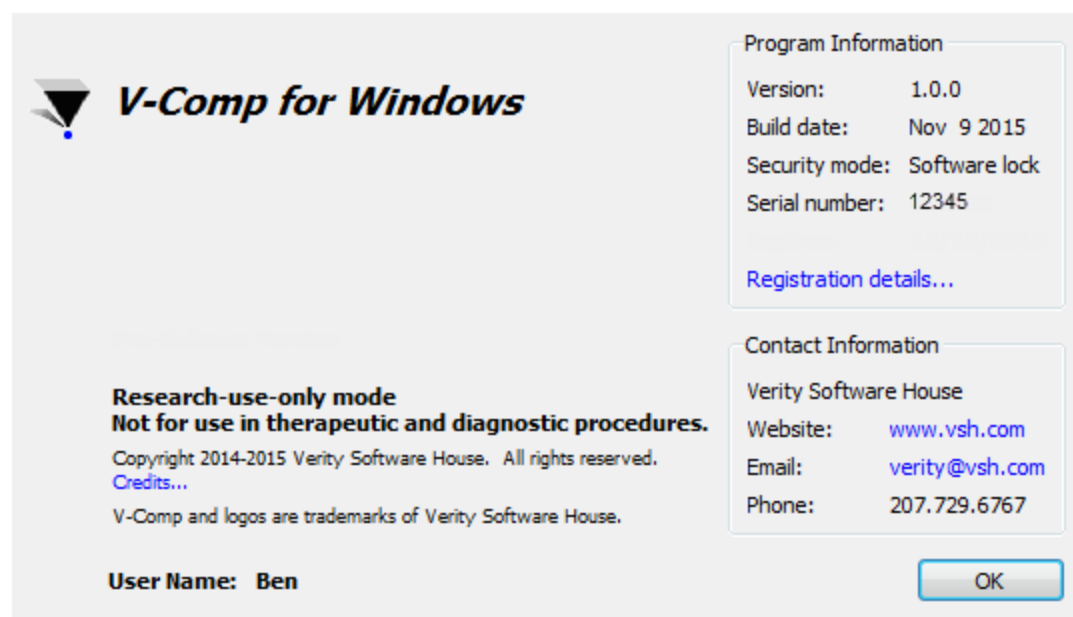 V-Comp for Windows
Program Information
Version: 1.0.0
Build date: Nov 9 2015
Security mode: Software lock
Serial number: 12345
Registration details...
Contact Information
Verity Software House
Website: www.vsh.com
Email: verity@vsh.com
Phone: 207.729.6767
Research-use-only mode
Not for use in therapeutic and diagnostic procedures.
Copyright 2014-2015 Verity Software House. All rights reserved.
Credits...
V-Comp and logos are trademarks of Verity Software House.
User Name: Ben
OK